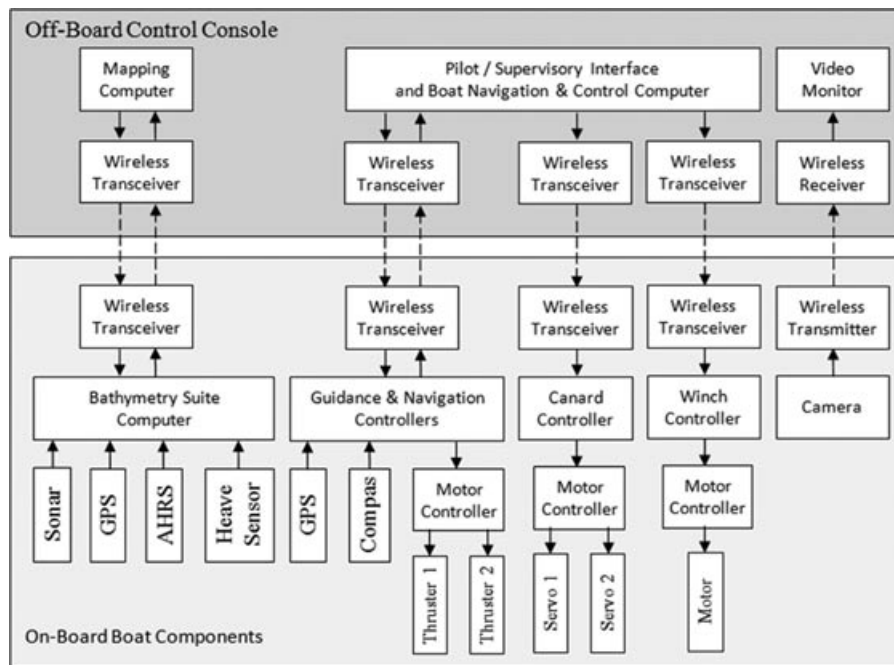 Off-Board Control Console
Mapping
Computer
Pilot / Supervisory Interface
and Boat Navigation & Control Computer
Video
Monitor
Wireless
Transceiver
Wireless
Transceiver
Wireless
Transceiver
Wireless
Transceiver
Wireless
Receiver
Wireless
Transceiver
Wireless
Transceiver
Wireless
Transceiver
Wireless
Transceiver
Wireless
Transmitter
Bathymetry Suite
Computer
Guidance & Navigation
Controllers
Canard
Controller
Winch
Controller
Camera
Sonar
GPS
AHRS
Heave
Sensor
GPS
Compas
Motor
Controller
Motor
Controller
Motor
Controller
Thruster 1
Thruster 2
Servo 1
Servo 2
Motor
On-Board Boat Components